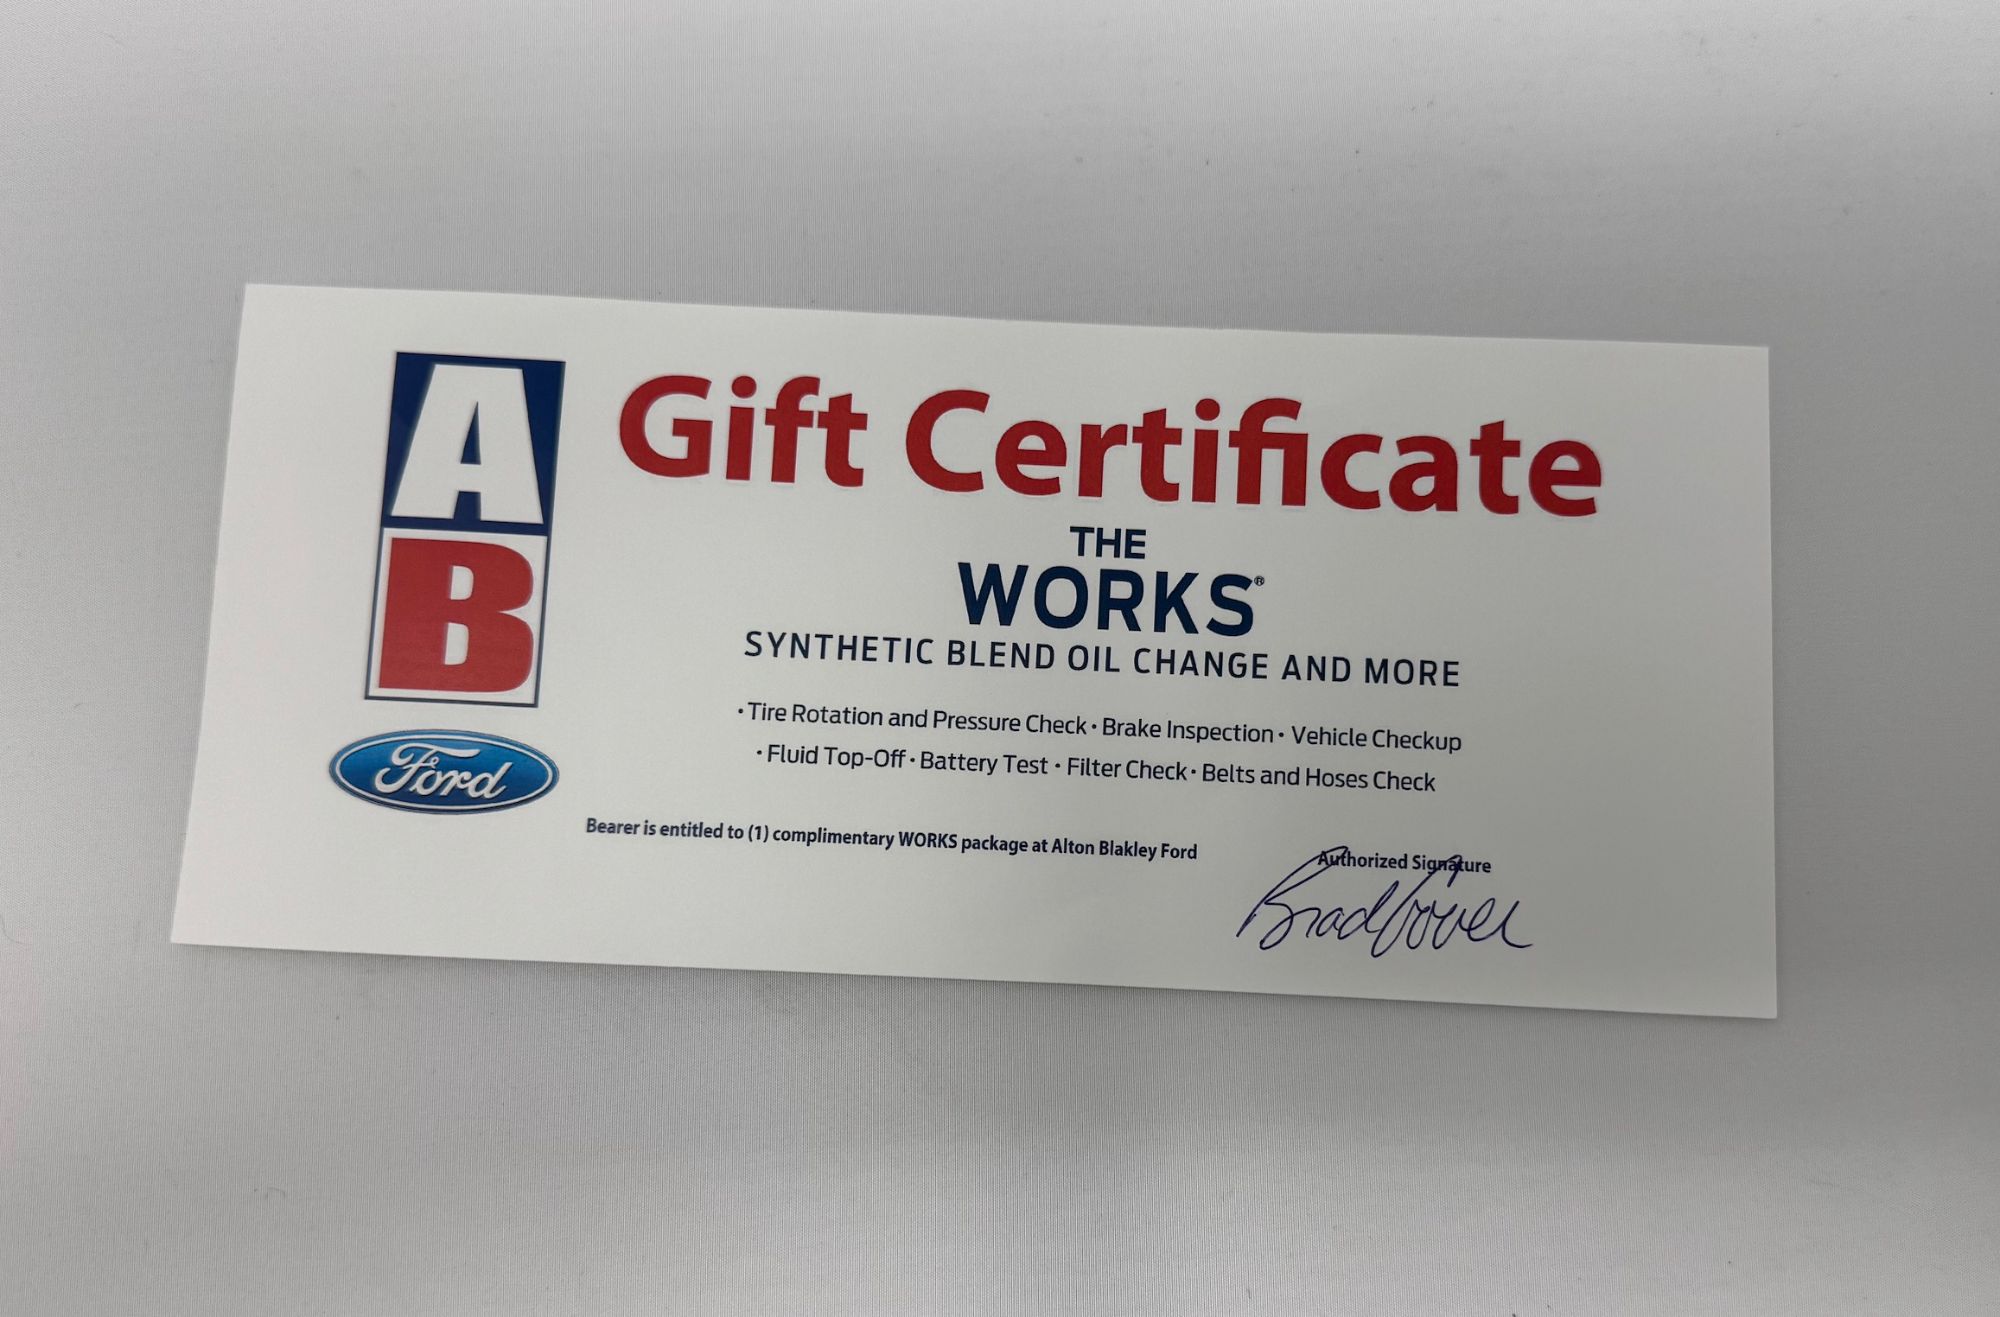 A
B
Ford
Gift Certificate
THE
WORKS®
SYNTHETIC BLEND OIL CHANGE AND MORE
• Tire Rotation and Pressure Check • Brake Inspection • Vehicle Checkup
• Fluid Top-Off • Battery Test • Filter Check • Belts and Hoses Check
Bearer is entitled to (1) complimentary WORKS package at Alton Blakley Ford
Authorized Signature
Brad